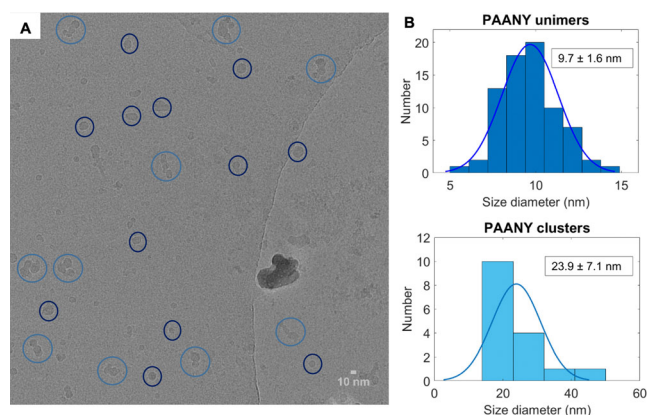 A
10 nm
B
PAANY unimers
20
15
10
5
0
Number
9.7 ± 1.6 nm
5 10 15
Size diameter (nm)
PAANY clusters
12
10
8
6
4
2
0
Number
23.9 ± 7.1 nm
0 20 40 60
Size diameter (nm)